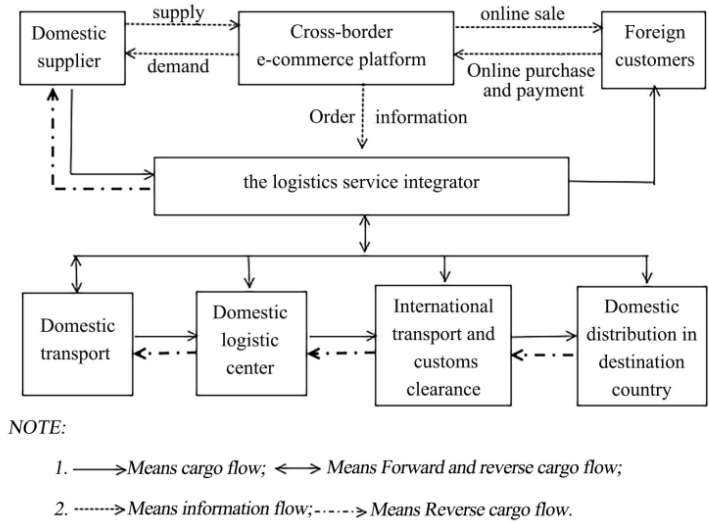 Domestic
supplier
supply
demand
Cross-border
e-commerce platform
online sale
Online purchase
and payment
Foreign
customers
Order information
the logistics service integrator
Domestic
transport
Domestic
logistic
center
International
transport and
customs
clearance
Domestic
distribution in
destination
country
NOTE:
1. Means cargo flow; Means Forward and reverse cargo flow;
2. Means information flow; Means Reverse cargo flow.